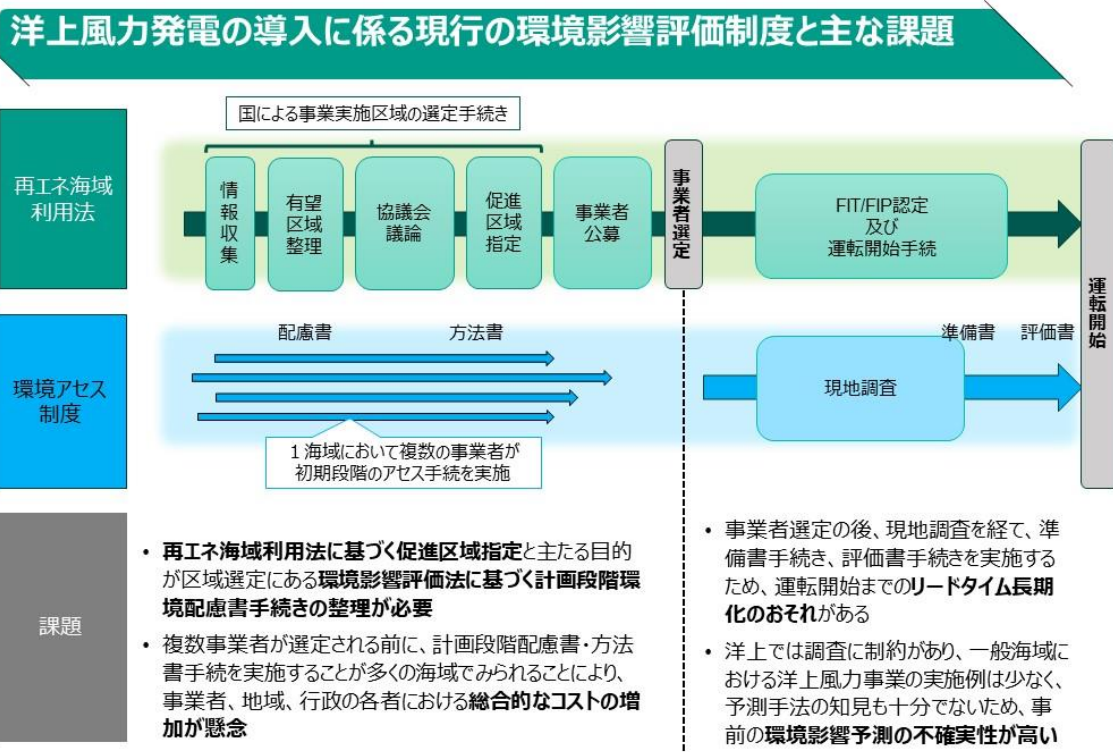 洋上風力発電の導入に係る現行の環境影響評価制度と主な課題
国による事業実施区域の選定手続き
再エネ海域
利用法
情報収集
有望
区域
整理
協議会
議論
促進
区域
指定
事業者
公募
事業者選定
FIT/FIP認定
及び
運転開始手続
運転開始
環境アセス
制度
配慮書
方法書
準備書
評価書
現地調査
1海域において複数の事業者が
初期段階のアセス手続を実施
課題
• 再エネ海域利用法に基づく促進区域指定と主たる目的
が区域選定にある環境影響評価法に基づく計画段階環
境配慮書手続きの整理が必要
• 複数事業者が選定される前に、計画段階配慮書・方法
書手続を実施することが多くの海域でみられることにより、
事業者、地域、行政の各者における総合的なコストの増
加が懸念
• 事業者選定の後、現地調査を経て、準
備書手続き、評価書手続きを実施する
ため、運転開始までのリードタイム長期
化のおそれがある
• 洋上では調査に制約があり、一般海域に
おける洋上風力事業の実施例は少なく、
予測手法の知見も十分でないため、事
前の環境影響予測の不確実性が高い